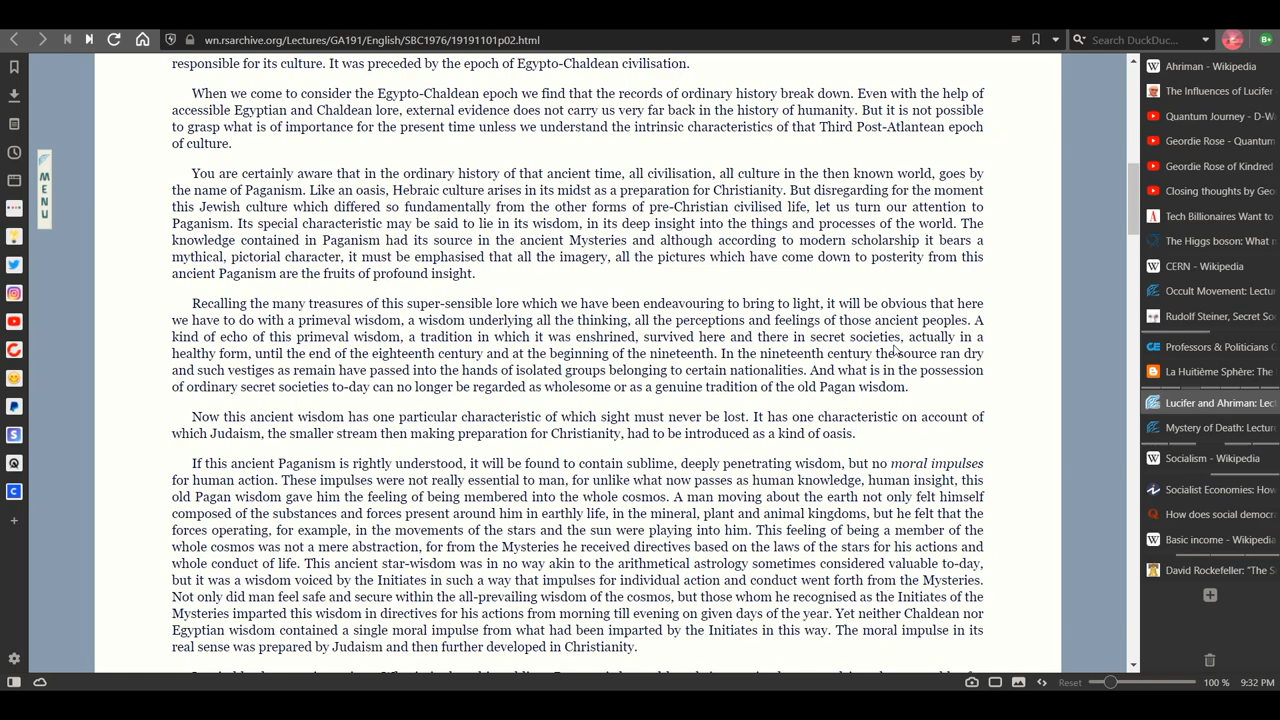 wn.rsarchive.org/Lectures/GA191/English/SBC1976/19191101p02.html
Search DuckDuc
B+
responsible for its culture. It was preceded by the epoch of Egypto-Chaldean civilisation.
When we come to consider the Egypto-Chaldean epoch we find that the records of ordinary history break down. Even with the help of
accessible Egyptian and Chaldean lore, external evidence does not carry us very far back in the history of humanity. But it is not possible
to grasp what is of importance for the present time unless we understand the intrinsic characteristics of that Third Post-Atlantean epoch
of culture.
You are certainly aware that in the ordinary history of that ancient time, all civilisation, all culture in the then known world, goes by
the name of Paganism. Like an oasis, Hebraic culture arises in its midst as a preparation for Christianity. But disregarding for the moment
this Jewish culture which differed so fundamentally from the other forms of pre-Christian civilised life, let us turn our attention to
Paganism. Its special characteristic may be said to lie in its wisdom, in its deep insight into the things and processes of the world. The
knowledge contained in Paganism had its source in the ancient Mysteries and although according to modern scholarship it bears a
mythical, pictorial character, it must be emphasised that all the imagery, all the pictures which have come down to posterity from this
ancient Paganism are the fruits of profound insight.
Recalling the many treasures of this super-sensible lore which we have been endeavouring to bring to light, it will be obvious that here
we have to do with a primeval wisdom, a wisdom underlying all the thinking, all the perceptions and feelings of those ancient peoples. A
kind of echo of this primeval wisdom, a tradition in which it was enshrined, survived here and there in secret societies, actually in a
healthy form, until the end of the eighteenth century and at the beginning of the nineteenth. In the nineteenth century the source ran dry
and such vestiges as remain have passed into the hands of isolated groups belonging to certain nationalities. And what is in the possession
of ordinary secret societies to-day can no longer be regarded as wholesome or as a genuine tradition of the old Pagan wisdom.
Now this ancient wisdom has one particular characteristic of which sight must never be lost. It has one characteristic on account of
which Judaism, the smaller stream then making preparation for Christianity, had to be introduced as a kind of oasis.
If this ancient Paganism is rightly understood, it will be found to contain sublime, deeply penetrating wisdom, but no moral impulses
for human action. These impulses were not really essential to man, for unlike what now passes as human knowledge, human insight, this
old Pagan wisdom gave him the feeling of being membered into the whole cosmos. A man moving about the earth not only felt himself
composed of the substances and forces present around him in earthly life, in the mineral, plant and animal kingdoms, but he felt that the
forces operating, for example, in the movements of the stars and the sun were playing into him. This feeling of being a member of the
whole cosmos was not a mere abstraction, for from the Mysteries he received directives based on the laws of the stars for his actions and
whole conduct of life. This ancient star-wisdom was in no way akin to the arithmetical astrology sometimes considered valuable to-day,
but it was a wisdom voiced by the Initiates in such a way that impulses for individual action and conduct went forth from the Mysteries.
Not only did man feel safe and secure within the all-prevailing wisdom of the cosmos, but those whom he recognised as the Initiates of the
Mysteries imparted this wisdom in directives for his actions from morning till evening on given days of the year. Yet neither Chaldean nor
Egyptian wisdom contained a single moral impulse from what had been imparted by the Initiates in this way. The moral impulse in its
real sense was prepared by Judaism and then further developed in Christianity.
MENU
Ahriman - Wikipedia
The Influences of Lucifer
Quantum Journey - D-W
Geordie Rose - Quantum
Geordie Rose of Kindred
Closing thoughts by Geo
Tech Billionaires Want to
The Higgs boson: What
CERN - Wikipedia
Occult Movement: Lectu
Rudolf Steiner, Secret So
Professors & Politicians
La Huitième Sphère: The
Lucifer and Ahriman: Lec
Mystery of Death: Lectur
Socialism - Wikipedia
Socialist Economies: How
How does social democr
Basic income - Wikipedia
David Rockefeller: "The S
Reset
100 %
9:32 PM